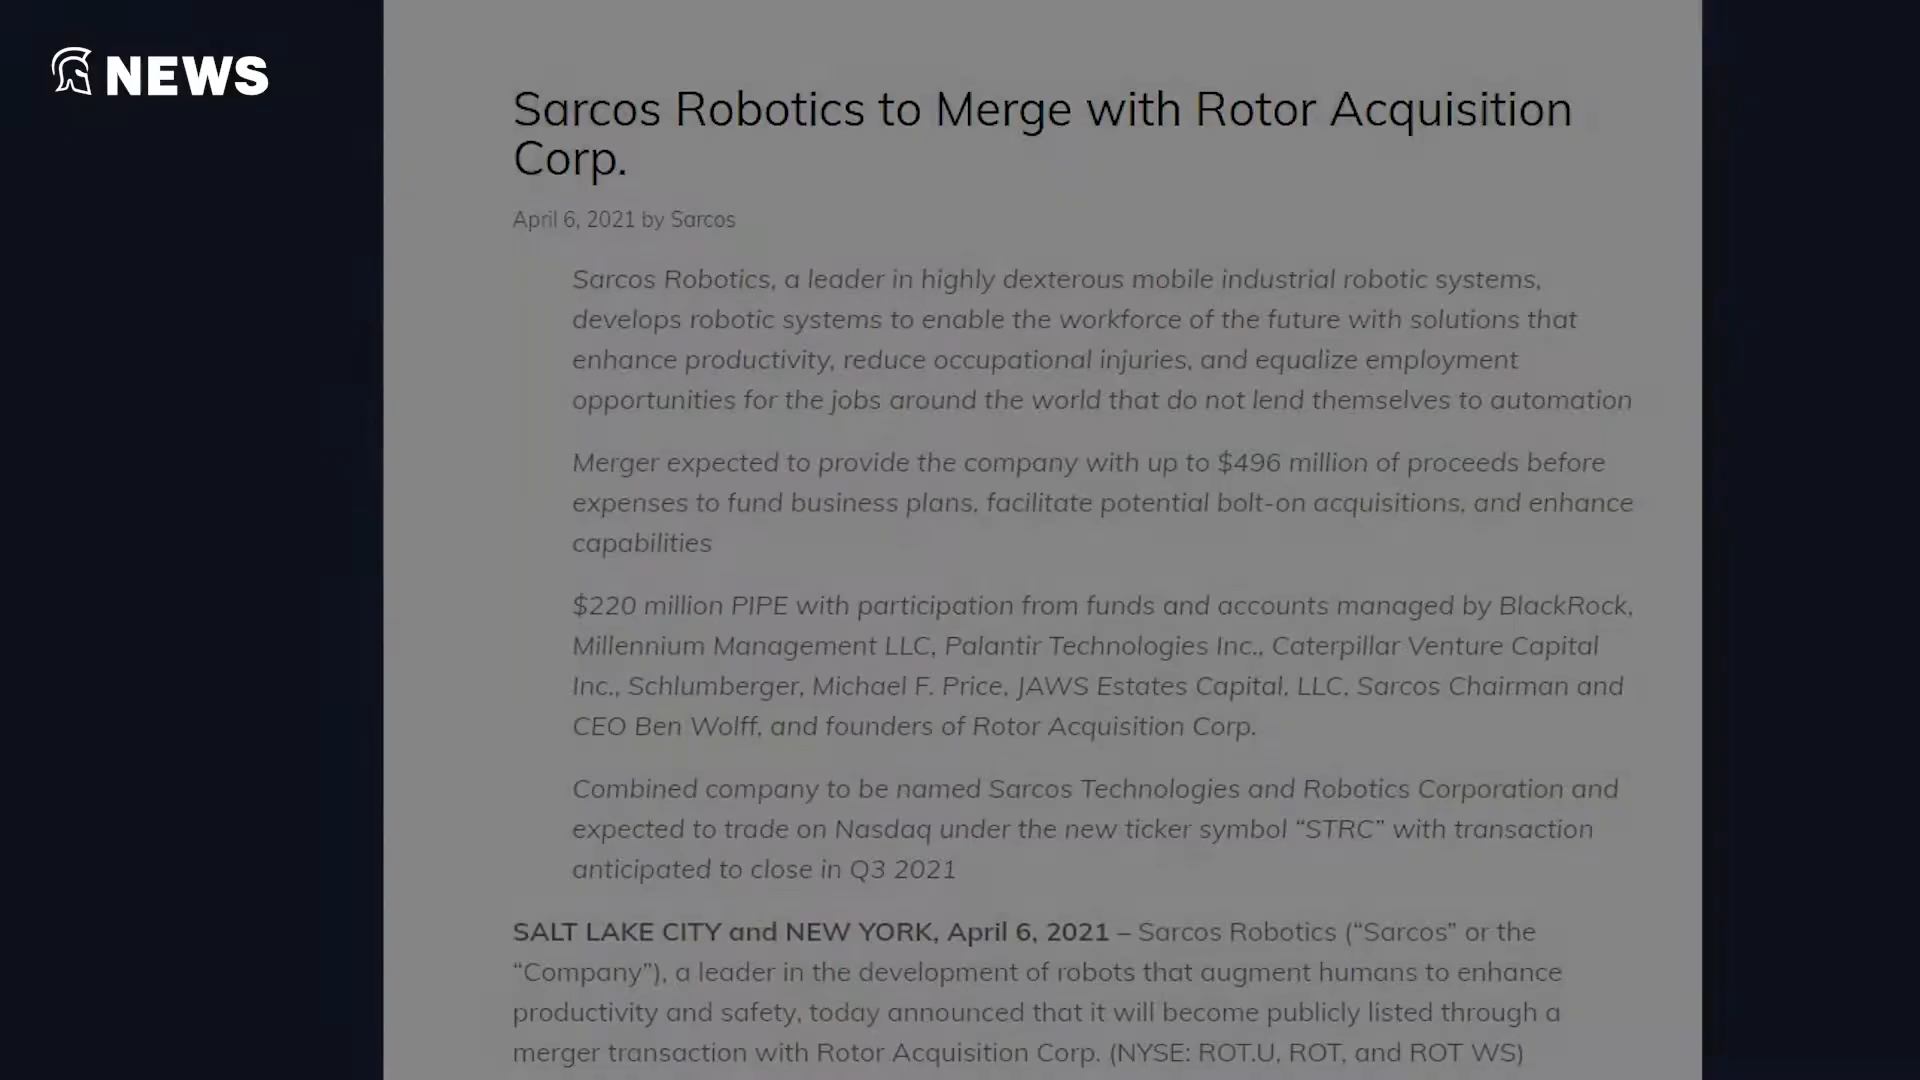 NEWS
Sarcos Robotics to Merge with Rotor Acquisition
Corp.
April 6, 2021 by Sarcos
Sarcos Robotics, a leader in highly dexterous mobile industrial robotic systems,
develops robotic systems to enable the workforce of the future with solutions that
enhance productivity, reduce occupational injuries, and equalize employment
opportunities for the jobs around the world that do not lend themselves to automation
Merger expected to provide the company with up to $496 million of proceeds before
expenses to fund business plans, facilitate potential bolt-on acquisitions, and enhance
capabilities
$220 million PIPE with participation from funds and accounts managed by BlackRock,
Millennium Management LLC, Palantir Technologies Inc., Caterpillar Venture Capital
Inc., Schlumberger, Michael F. Price, JAWS Estates Capital, LLC, Sarcos Chairman and
CEO Ben Wolff, and founders of Rotor Acquisition Corp.
Combined company to be named Sarcos Technologies and Robotics Corporation and
expected to trade on Nasdaq under the new ticker symbol “STRC” with transaction
anticipated to close in Q3 2021
SALT LAKE CITY and NEW YORK, April 6, 2021 – Sarcos Robotics (“Sarcos” or the
“Company”), a leader in the development of robots that augment humans to enhance
productivity and safety, today announced that it will become publicly listed through a
merger transaction with Rotor Acquisition Corp. (NYSE: ROT.U, ROT, and ROT WS)